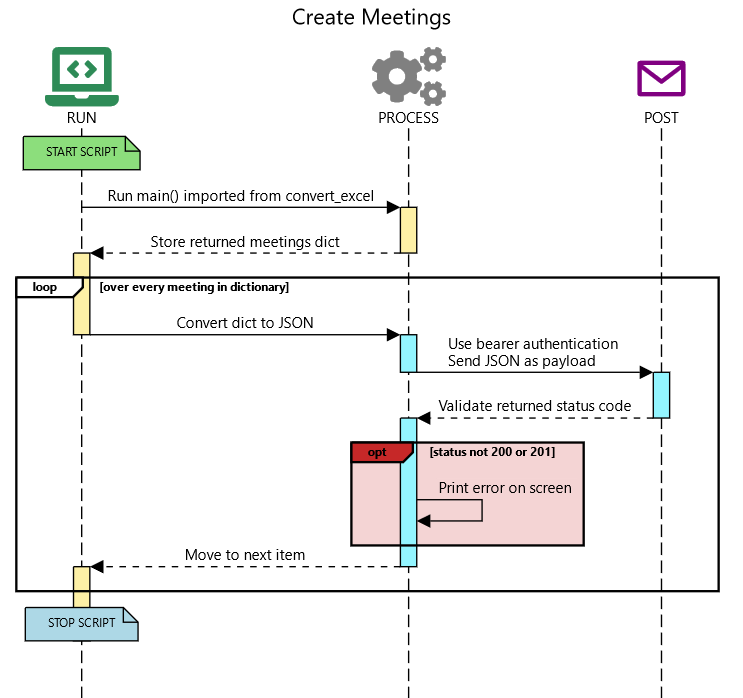 Create Meetings
RUN
PROCESS
POST
START SCRIPT
Run main() imported from convert_excel
Store returned meetings dict
loop
[over every meeting in dictionary]
Convert dict to JSON
Use bearer authentication
Send JSON as payload
Validate returned status code
opt
[status not 200 or 201]
Print error on screen
Move to next item
STOP SCRIPT